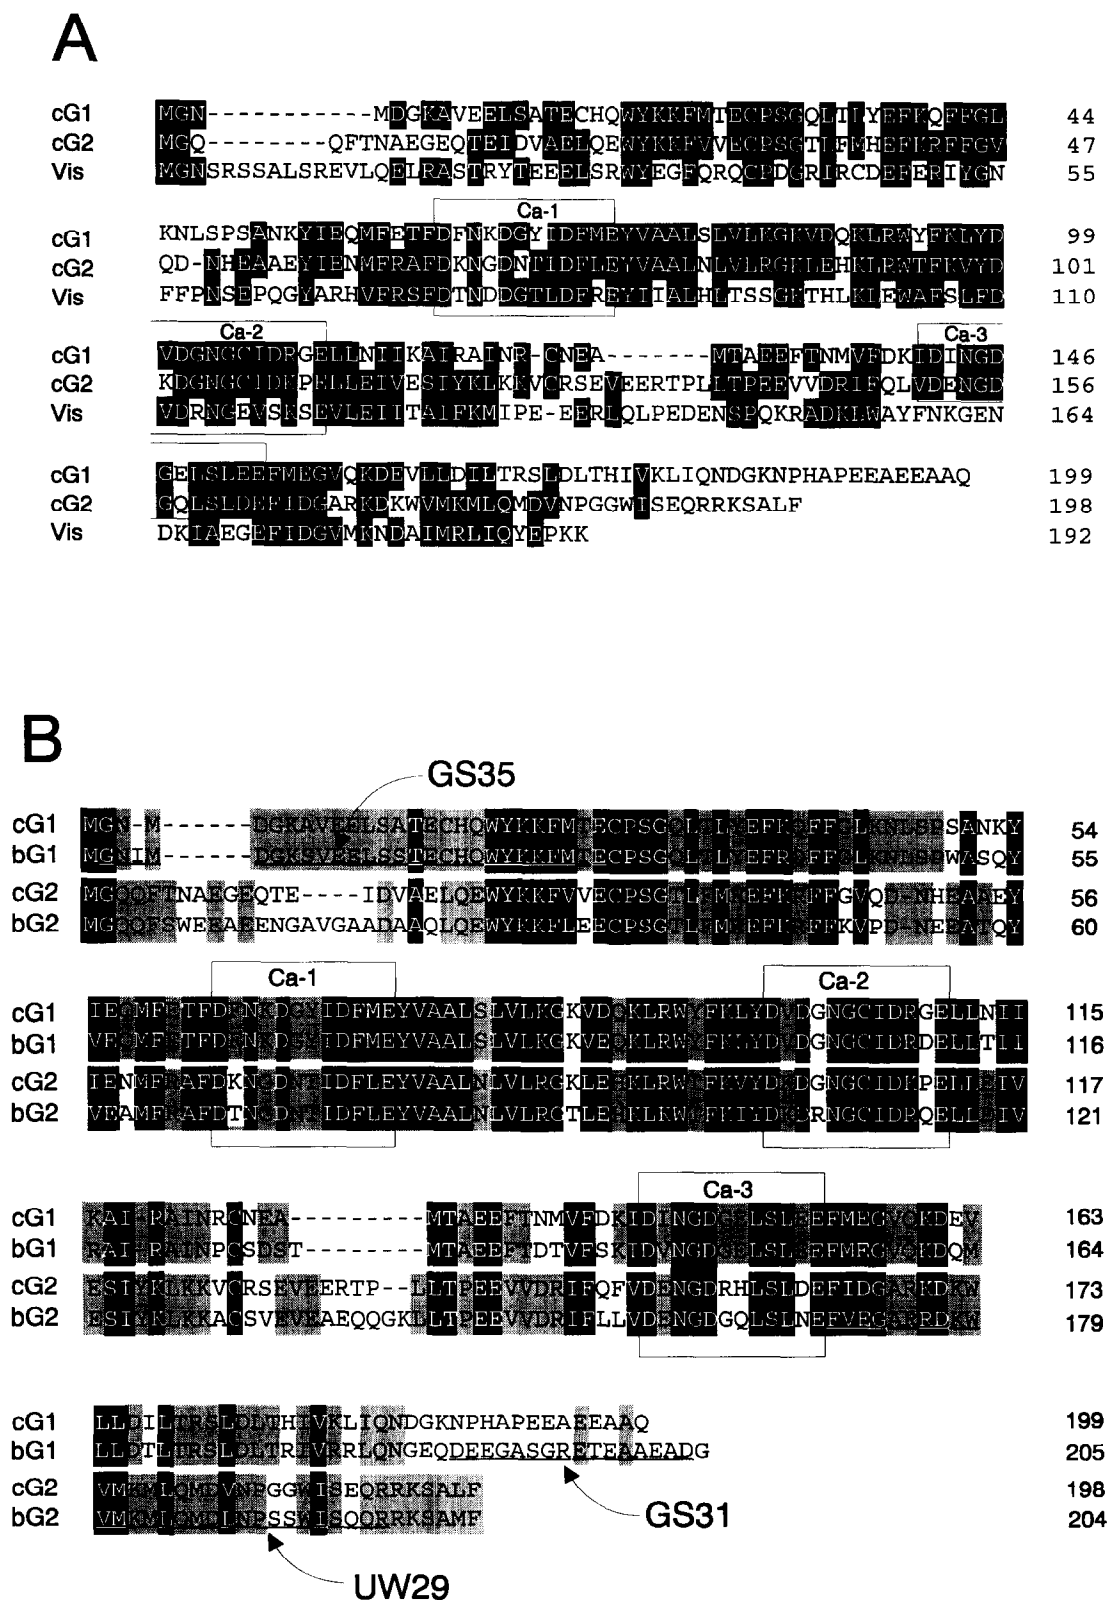 A
cG1 MGN-----------MDGKAVEELSATECHQWYKKFMTECPSGQLTLYEFKQFFGL 44
cG2 MGQ--------QFTNAEGEQTEIDVAELQEWYKKFVVECPSGTLFMHEFKRFFGV 47
Vis MGNSRSSALSREVLQELRASTRYTEEELSRWYEGFQRQCPDGRIRCDEFERIYGN 55
Ca-1
cG1 KNLSPSANKYIEQMFETFDFNKDGYIDFMEYVAALSLVLKGKVDQKLRWYFKLYD 99
cG2 QD-NHEAAEYIENMFRAFDKNGDNTIDFLEYVAALNLVLRGKLEHKLRWTFKVYD 101
Vis FFPNSEPQGYARHVFRSFDTNDDGTLDFREYIIALHLTSSGKTHLKLEWAFSLFD 110
Ca-2 Ca-3
cG1 VDGNGCIDRGELLNIIKAIRAINR-CNEA-------MTAEEFTNMVFDKIDINGD 146
cG2 KDGNGCIDKPELLEIVESIYKLKKVCRSEVEERTPLLTPEEVVDRIFQLVDENGD 156
Vis VDRNGEVSKSEVLEIITAIFKMIPE-EERLQLPEDENSPQKRADKLWAYFNKGEN 164
cG1 GELSLEEFMEGVQKDEVLLDILTRSLDLTHIVKLIQNDGKNPHAPEEAEEAAQ 199
cG2 GQLSLDEFIDGARKDKWVMKMLQMDVNPGGWISEQRRKSALF 198
Vis DKIAEGEFIDGVMKNDAIMRLIQYEPKK 192
B
GS35
cG1 MGN-M------DGKAVEELSATECHQWYKKFMTECPSGQLTLYEFKQFFGLKNLSPSANKY 54
bG1 MGNIM------DGKSVEELSSTECHQWYKKFMTECPSGQLTLYEFRQFFGLKNLSPWASQY 55
cG2 MGQQFTNAEGEQTE----IDVAELQEWYKKFVVECPSGTLFMHEFKRFFGVQD-NHEAAEY 56
bG2 MGQQFSWEEAEENGAVGAADAAQLQEWYKKFLEECPSGTLFMHEFKRFFKVPD-NEEATQY 60
Ca-1 Ca-2
cG1 IEQMFETFDFNKDGYIDFMEYVAALSLVLKGKVDQKLRWYFKLYDVDGNGCIDRGELLNII 115
bG1 VEQMFETFDFNKDGYIDFMEYVAALSLVLKGKVEQKLRWYFKLYDVDGNGCIDRDELLTII 116
cG2 IENMFRAFDKNGDNTIDFLEYVAALNLVLRGKLEHKLRWTFKVYDKDGNGCIDKPELLEIV 117
bG2 VEAMFRAFDTNGDNTIDFLEYVAALNLVLRGTLEHKLKWTFKIYDKDRNGCIDRQELLDIV 121
Ca-3
cG1 KAIRAINRCNEA---------MTAEEFTNMVFDKIDINGDGELSLEEFMEGVQKDEV 163
bG1 RAIRAINPCSDST--------MTAEEFTDTVFSKIDVNGDGELSLEEFMEGVQKDQM 164
cG2 ESIYKLKKVCRSEVEERTP--LLTPEEVVDRIFQFVDENGDRHLSLDEFIDGARKDKW 173
bG2 ESIYKLKKACSVEVEAEQQGKLLTPEEVVDRIFLLVDENGDGQLSLNEFVEGARRDKW 179
cG1 LLDILTRSLDLTHIVKLIQNDGKNPHAPEEAEEAAQ 199
bG1 LLDTLTRSLDLTRIVRRLQNGEQDEEGASGRETEAAEADG 205
cG2 VMKMLQMDVNPGGWISEQRRKSALF 198
bG2 VMKMLQMDLNPSSWISQQRRKSAMF 204
GS31
UW29